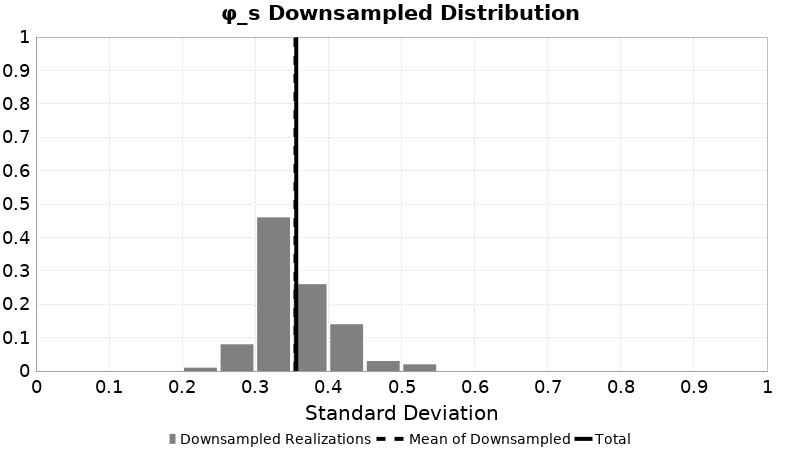 φ_s Downsampled Distribution
1
0.9
0.8
0.7
0.6
0.5
0.4
0.3
0.2
0.1
0
0 0.1 0.2 0.3 0.4 0.5 0.6 0.7 0.8 0.9 1
Standard Deviation
Downsampled Realizations Mean of Downsampled Total